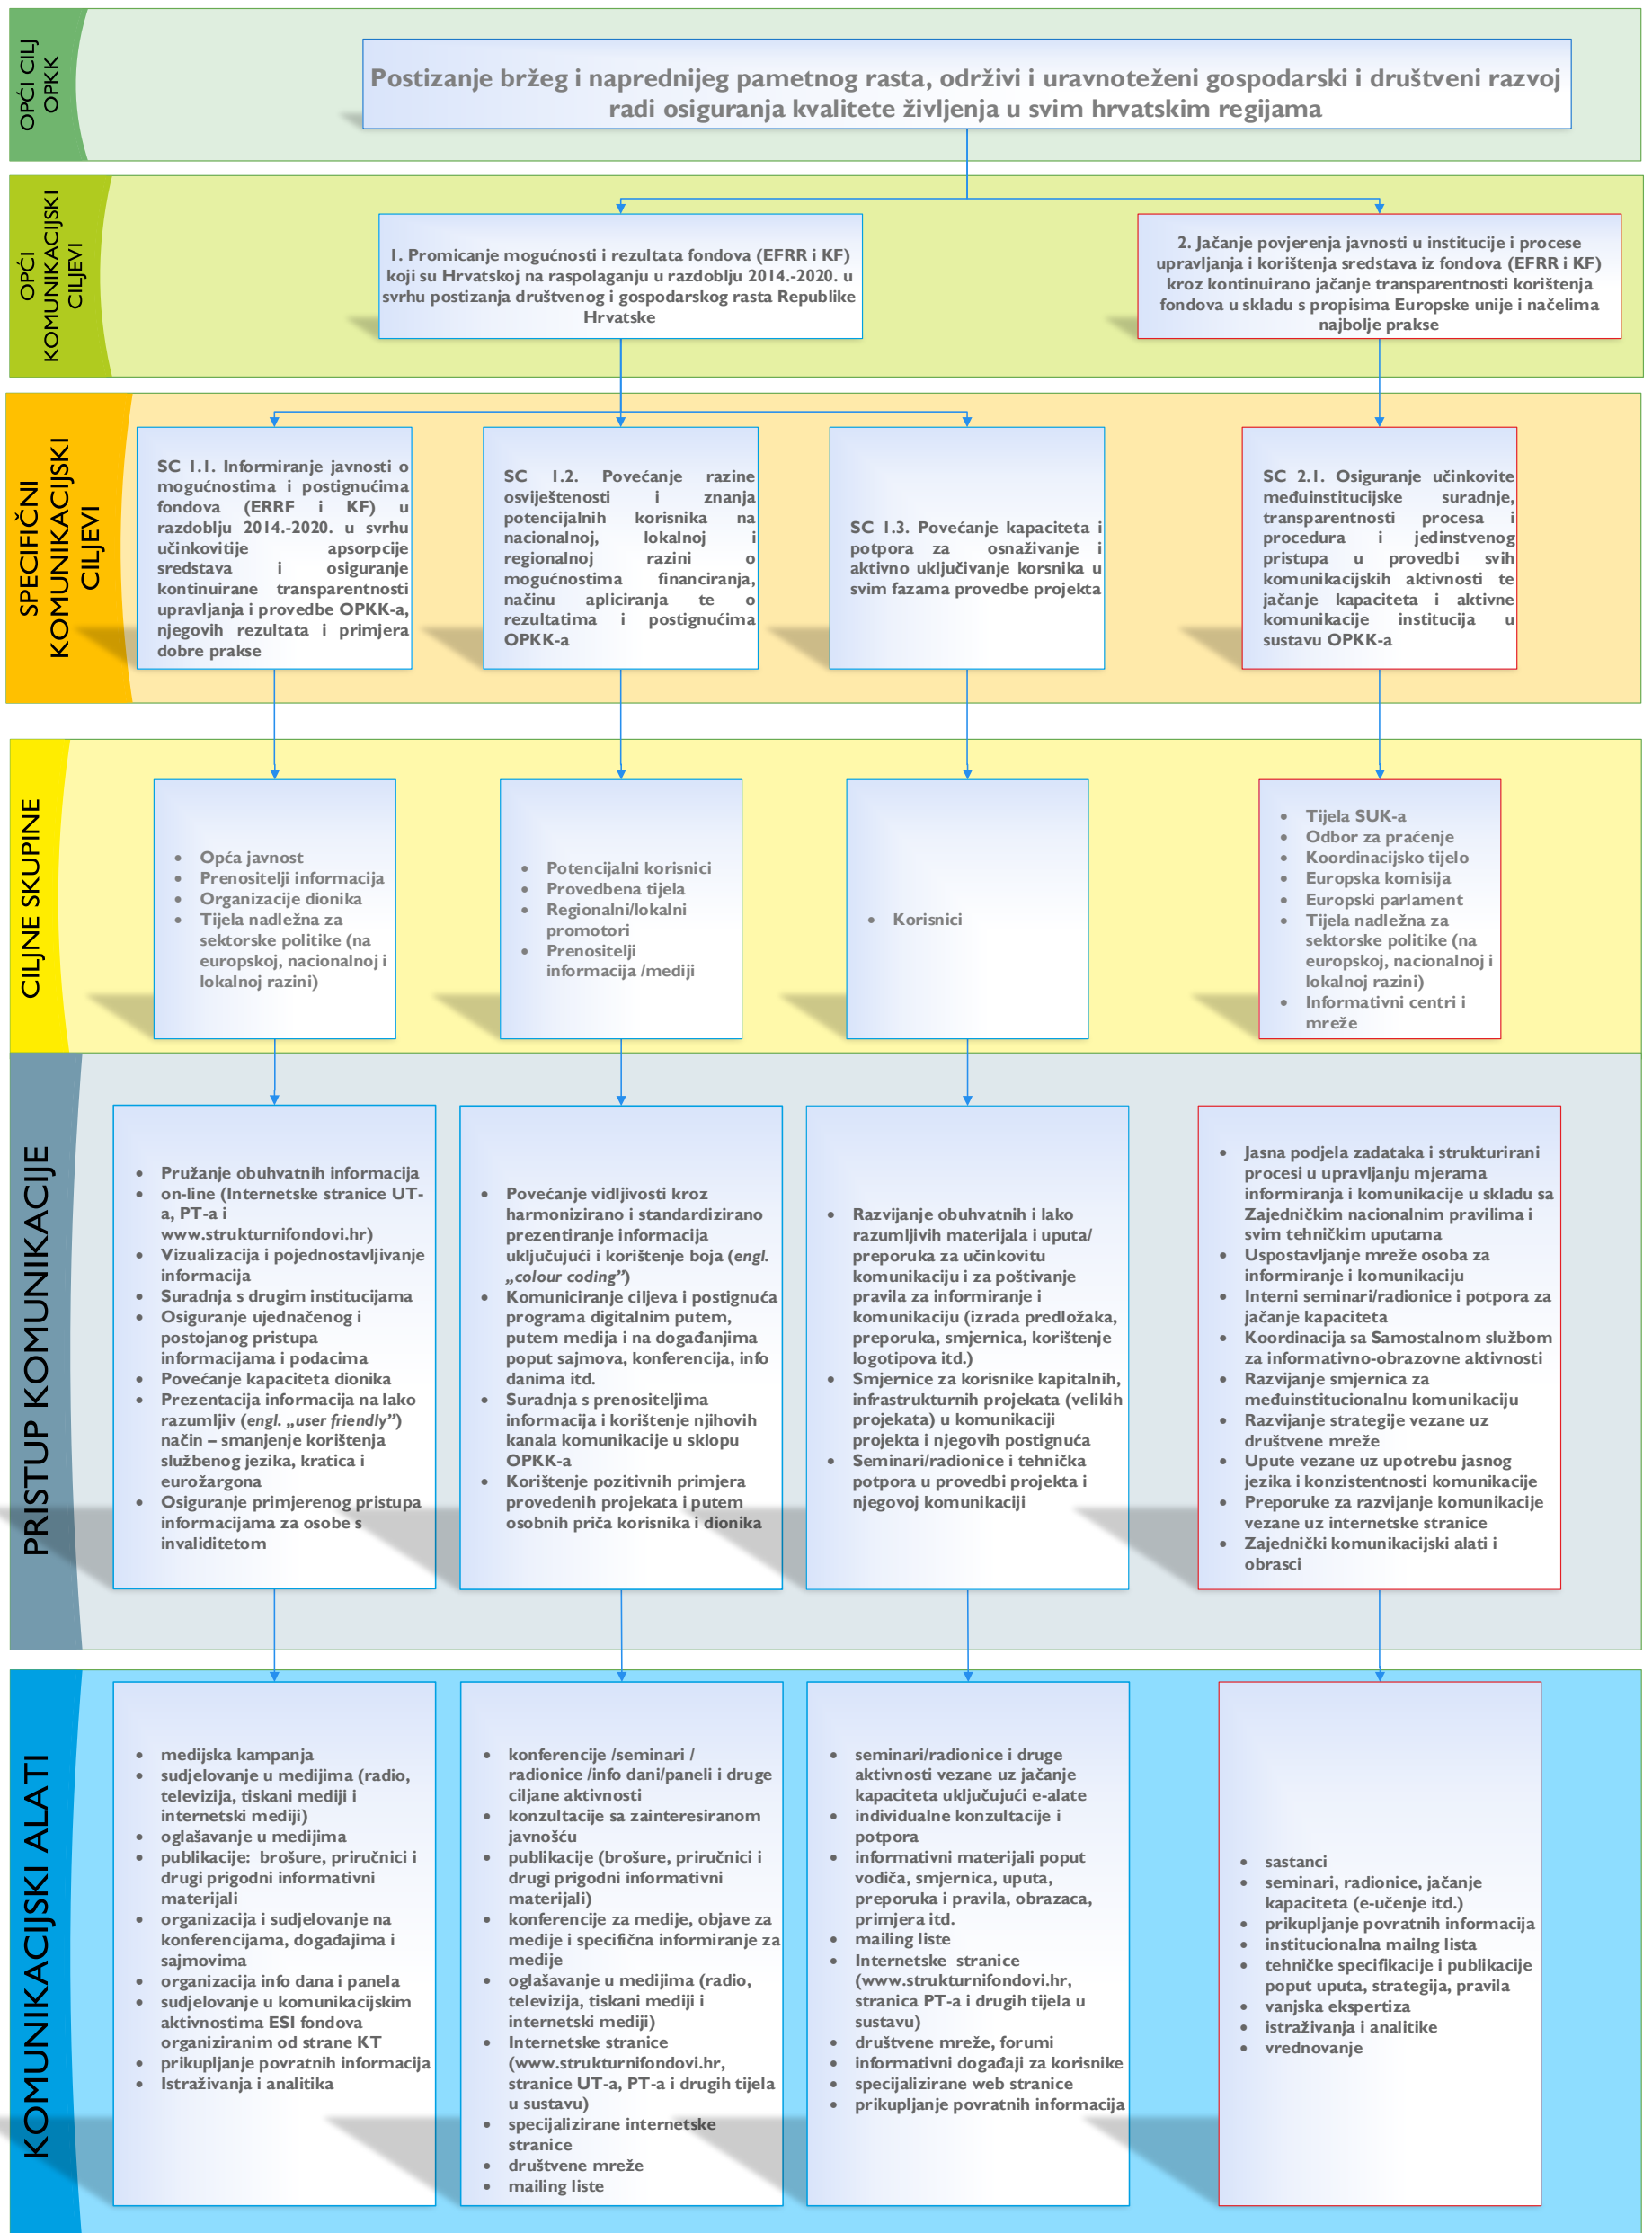 OPĆI CILJ
OPKK
Postizanje bržeg i naprednijeg pametnog rasta, održivi i uravnoteženi gospodarski i društveni razvoj
radi osiguranja kvalitete življenja u svim hrvatskim regijama
OPĆI
KOMUNIKACIJSKI
CILJEVI
1. Promicanje mogućnosti i rezultata fondova (EFRR i KF)
koji su Hrvatskoj na raspolaganju u razdoblju 2014.-2020. u
svrhu postizanja društvenog i gospodarskog rasta Republike
Hrvatske
2. Jačanje povjerenja javnosti u institucije i procese
upravljanja i korištenja sredstava iz fondova (EFRR i KF)
kroz kontinuirano jačanje transparentnosti korištenja
fondova u skladu s propisima Europske unije i načelima
najbolje prakse
SPECIFIČNI
KOMUNIKACIJSKI
CILJEVI
SC 1.1. Informiranje javnosti o
mogućnostima i postignućima
fondova (ERRF i KF) u
razdoblju 2014.-2020. u svrhu
učinkovitije apsorpcije
sredstava i osiguranje
kontinuirane transparentnosti
upravljanja i provedbe OPKK-a,
njegovih rezultata i primjera
dobre prakse
SC 1.2. Povećanje razine
osviještenosti i znanja
potencijalnih korisnika na
nacionalnoj, lokalnoj i
regionalnoj razini o
mogućnostima financiranja,
načinu apliciranja te o
rezultatima i postignućima
OPKK-a
SC 1.3. Povećanje kapaciteta i
potpora za osnaživanje i
aktivno uključivanje korsnika u
svim fazama provedbe projekta
SC 2.1. Osiguranje učinkovite
međuinstitucijske suradnje,
transparentnosti procesa i
procedura i jedinstvenog
pristupa u provedbi svih
komunikacijskih aktivnosti te
jačanje kapaciteta i aktivne
komunikacije institucija u
sustavu OPKK-a
CILJNE SKUPINE
• Opća javnost
• Prenositelji informacija
• Organizacije dionika
• Tijela nadležna za
sektorske politike (na
europskoj, nacionalnoj i
lokalnoj razini)
• Potencijalni korisnici
• Provedbena tijela
• Regionalni/lokalni
promotori
• Prenositelji
informacija /mediji
• Korisnici
• Tijela SUK-a
• Odbor za praćenje
• Koordinacijsko tijelo
• Europska komisija
• Europski parlament
• Tijela nadležna za
sektorske politike (na
europskoj, nacionalnoj i
lokalnoj razini)
• Informativni centri i
mreže
PRISTUP KOMUNIKACIJE
• Pružanje obuhvatnih informacija
• on-line (Internetske stranice UT-
a, PT-a i
www.strukturnifondovi.hr)
• Vizualizacija i pojednostavljivanje
informacija
• Suradnja s drugim institucijama
• Osiguranje ujednačenog i
postojanog pristupa
informacijama i podacima
• Povećanje kapaciteta dionika
• Prezentacija informacija na lako
razumljiv (engl. „user friendly”)
način – smanjenje korištenja
službenog jezika, kratica i
eurožargona
• Osiguranje primjerenog pristupa
informacijama za osobe s
invaliditetom
• Povećanje vidljivosti kroz
harmonizirano i standardizirano
prezentiranje informacija
uključujući i korištenje boja (engl.
„colour coding”)
• Komuniciranje ciljeva i postignuća
programa digitalnim putem,
putem medija i na događanjima
poput sajmova, konferencija, info
danima itd.
• Suradnja s prenositeljima
informacija i korištenje njihovih
kanala komunikacije u sklopu
OPKK-a
• Korištenje pozitivnih primjera
provedenih projekata i putem
osobnih priča korisnika i dionika
• Razvijanje obuhvatnih i lako
razumljivih materijala i uputa/
preporuka za učinkovitu
komunikaciju i za poštivanje
pravila za informiranje i
komunikaciju (izrada predložaka,
preporuka, smjernica, korištenje
logotipova itd.)
• Smjernice za korisnike kapitalnih,
infrastrukturnih projekata (velikih
projekata) u komunikaciji
projekta i njegovih postignuća
• Seminari/radionice i tehnička
potpora u provedbi projekta i
njegovoj komunikaciji
• Jasna podjela zadataka i strukturirani
procesi u upravljanju mjerama
informiranja i komunikacije u skladu sa
Zajedničkim nacionalnim pravilima i
svim tehničkim uputama
• Uspostavljanje mreže osoba za
informiranje i komunikaciju
• Interni seminari/radionice i potpora za
jačanje kapaciteta
• Koordinacija sa Samostalnom službom
za informativno-obrazovne aktivnosti
• Razvijanje smjernica za
međuinstitucionalnu komunikaciju
• Razvijanje strategije vezane uz
društvene mreže
• Upute vezane uz upotrebu jasnog
jezika i konzistentnosti komunikacije
• Preporuke za razvijanje komunikacije
vezane uz internetske stranice
• Zajednički komunikacijski alati i
obrasci
KOMUNIKACIJSKI ALATI
• medijska kampanja
• sudjelovanje u medijima (radio,
televizija, tiskani mediji i
internetski mediji)
• oglašavanje u medijima
• publikacije: brošure, priručnici i
drugi prigodni informativni
materijali
• organizacija i sudjelovanje na
konferencijama, događajima i
sajmovima
• organizacija info dana i panela
• sudjelovanje u komunikacijskim
aktivnostima ESI fondova
organiziranim od strane KT
• prikupljanje povratnih informacija
• Istraživanja i analitika
• konferencije /seminari /
radionice /info dani/paneli i druge
ciljane aktivnosti
• konzultacije sa zainteresiranom
javnošću
• publikacije (brošure, priručnici i
drugi prigodni informativni
materijali)
• konferencije za medije, objave za
medije i specifična informiranje za
medije
• oglašavanje u medijima (radio,
televizija, tiskani mediji i
internetski mediji)
• Internetske stranice
(www.strukturnifondovi.hr,
stranice UT-a, PT-a i drugih tijela
u sustavu)
• specijalizirane internetske
stranice
• društvene mreže
• mailing liste
• seminari/radionice i druge
aktivnosti vezane uz jačanje
kapaciteta uključujući e-alate
• individualne konzultacije i
potpora
• informativni materijali poput
vodiča, smjernica, uputa,
preporuka i pravila, obrazaca,
primjera itd.
• mailing liste
• Internetske stranice
(www.strukturnifondovi.hr,
stranica PT-a i drugih tijela u
sustavu)
• društvene mreže, forumi
• informativni događaji za korisnike
• specijalizirane web stranice
• prikupljanje povratnih informacija
• sastanci
• seminari, radionice, jačanje
kapaciteta (e-učenje itd.)
• prikupljanje povratnih informacija
• institucionalna mailng lista
• tehničke specifikacije i publikacije
poput uputa, strategija, pravila
• vanjska ekspertiza
• istraživanja i analitike
• vrednovanje